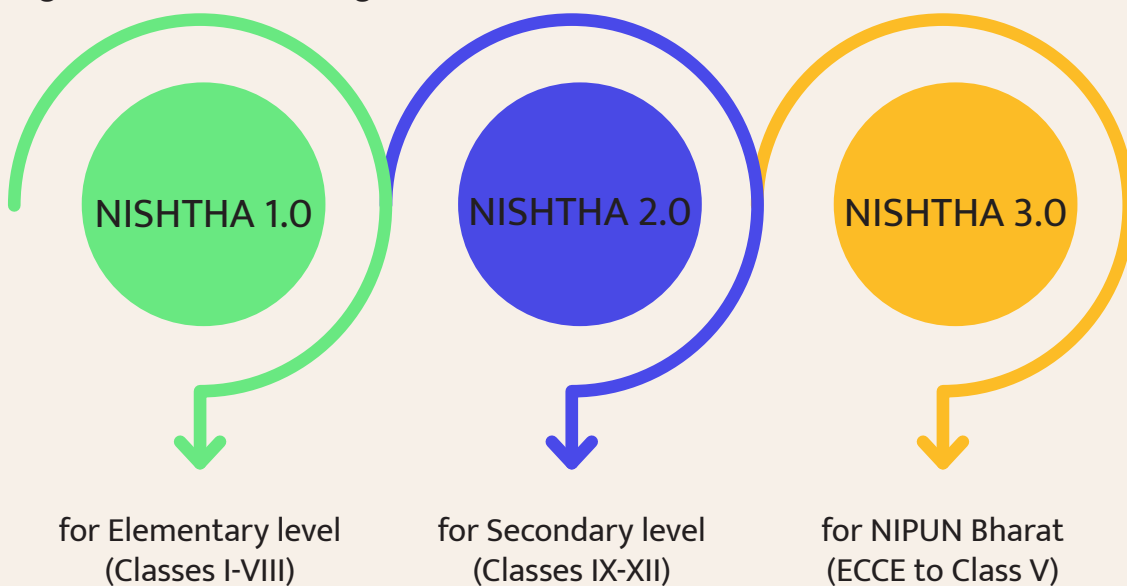 NISHTHA 1.0
NISHTHA 2.0
NISHTHA 3.0
for Elementary level
(Classes I-VIII)
for Secondary level
(Classes IX-XII)
for NIPUN Bharat
(ECCE to Class V)